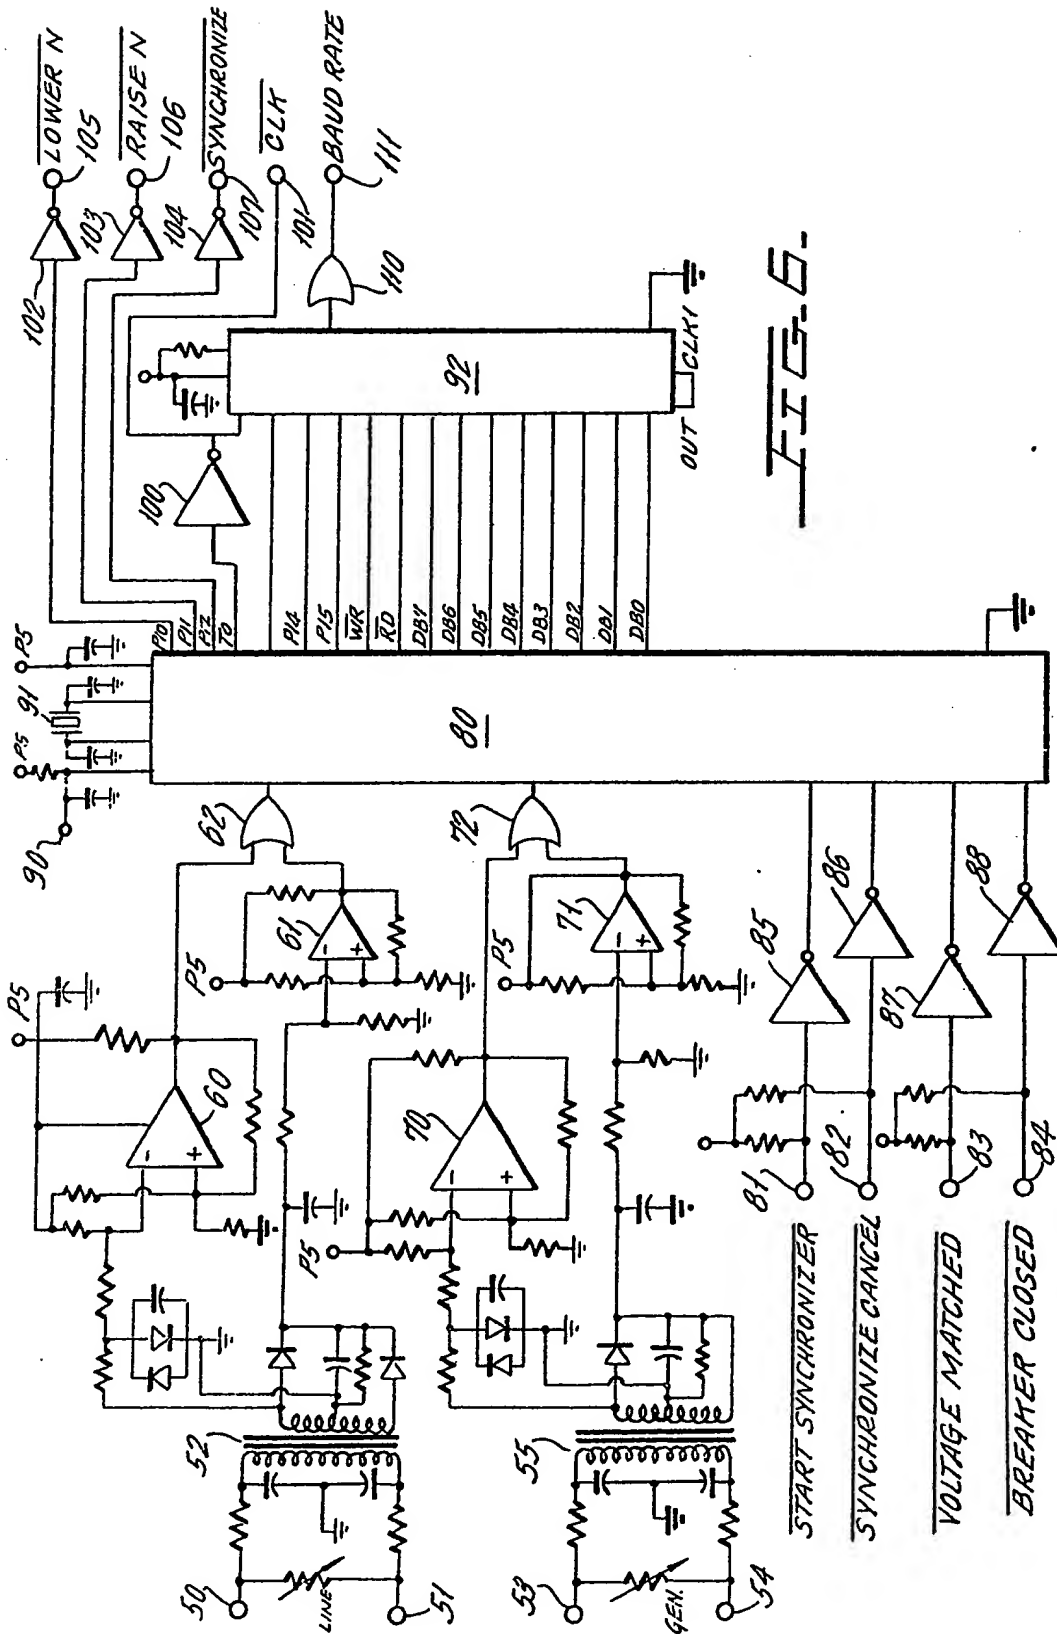 LOWER N
105
102
RAISE N
106
103
SYNCHRONIZE
107
104
CLK
101
BAUD RATE
111
110
100
92
OUT
CLK1
P10
P11
P12
T0
P14
P15
WR
RD
DB7
DB6
DB5
DB4
DB3
DB2
DB1
DB0
P5
91
P5
90
80
62
72
P5
60
61
P5
70
P5
71
P5
85
86
87
88
50
LINE
51
52
53
GEN.
54
55
81
START SYNCHRONIZER
82
SYNCHRONIZE CANCEL
83
VOLTAGE MATCHED
84
BREAKER CLOSED
FIG. 6.